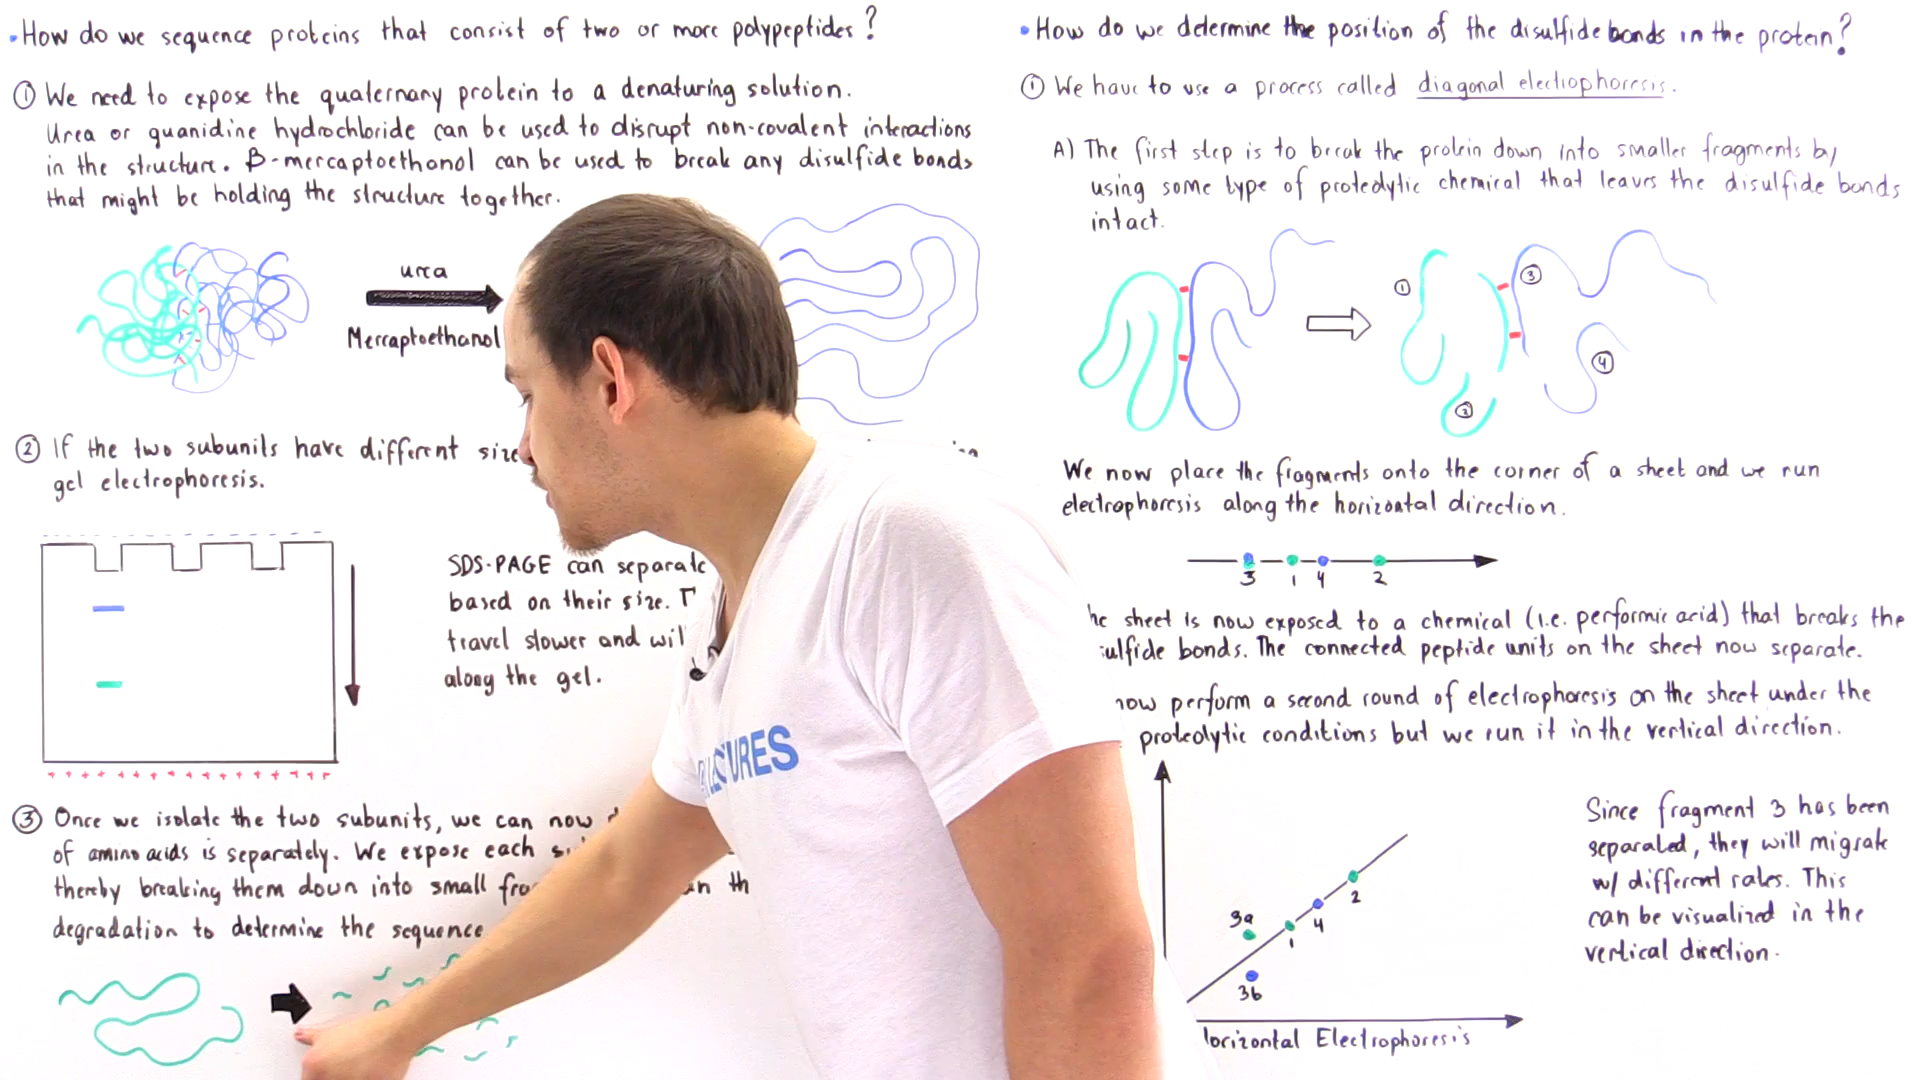 • How do we sequence proteins that consist of two or more polypeptides?
① We need to expose the quaternary protein to a denaturing solution.
Urea or guanidine hydrochloride can be used to disrupt non-covalent interactions
in the structure. β-mercaptoethanol can be used to break any disulfide bonds
that might be holding the structure together.
urea
Mercaptoethanol
② If the two subunits have different size
gel electrophoresis.
SDS-PAGE can separate
based on their size.
travel slower and wil
along the gel.
+ + + + + + + + + + + + + + + + +
③ Once we isolate the two subunits, we can now
of amino acids is separately. We expose each
thereby breaking them down into small fra
degradation to determine the sequence
LECTURES
• How do we determine the position of the disulfide bonds in the protein?
① We have to use a process called diagonal electrophoresis.
A) The first step is to break the protein down into smaller fragments by
using some type of proteolytic chemical that leaves the disulfide bonds
intact.
① ② ③ ④
We now place the fragments onto the corner of a sheet and we run
electrophoresis along the horizontal direction.
3 1 4 2
he sheet is now exposed to a chemical (i.e. performic acid) that breaks the
sulfide bonds. The connected peptide units on the sheet now separate.
now perform a second round of electrophoresis on the sheet under the
proteolytic conditions but we run it in the vertical direction.
3a
3b
1
4
2
Horizontal Electrophoresis
Since fragment 3 has been
separated, they will migrate
w/ different rates. This
can be visualized in the
vertical direction.